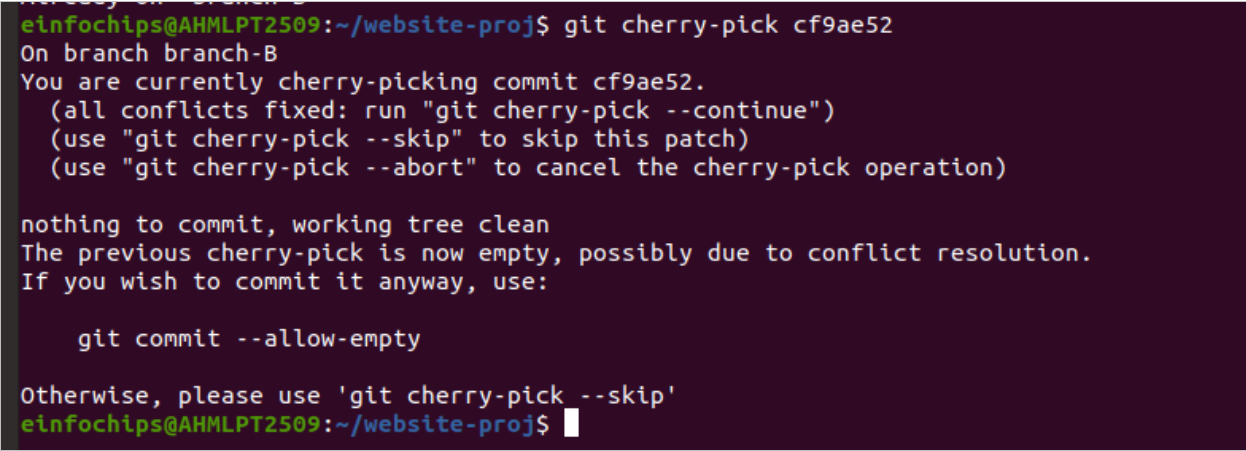 einfochips@AHMLPT2509:~/website-proj$ git cherry-pick cf9ae52
On branch branch-B
You are currently cherry-picking commit cf9ae52.
  (all conflicts fixed: run "git cherry-pick --continue")
  (use "git cherry-pick --skip" to skip this patch)
  (use "git cherry-pick --abort" to cancel the cherry-pick operation)

nothing to commit, working tree clean
The previous cherry-pick is now empty, possibly due to conflict resolution.
If you wish to commit it anyway, use:

    git commit --allow-empty

Otherwise, please use 'git cherry-pick --skip'
einfochips@AHMLPT2509:~/website-proj$